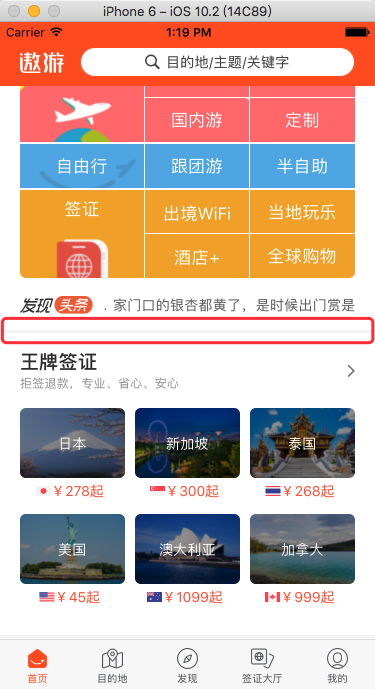 iPhone 6 – iOS 10.2 (14C89)
Carrier 1:19 PM
遨游 目的地/主题/关键字
国内游 定制
自由行 跟团游 半自助
签证 出境WiFi 当地玩乐
酒店+ 全球购物
发现 头条 . 家门口的银杏都黄了，是时候出门赏是
王牌签证
拒签退款，专业、省心、安心
日本 新加坡 泰国
￥278起 ￥300起 ￥268起
美国 澳大利亚 加拿大
￥45起 ￥1099起 ￥999起
首页 目的地 发现 签证大厅 我的